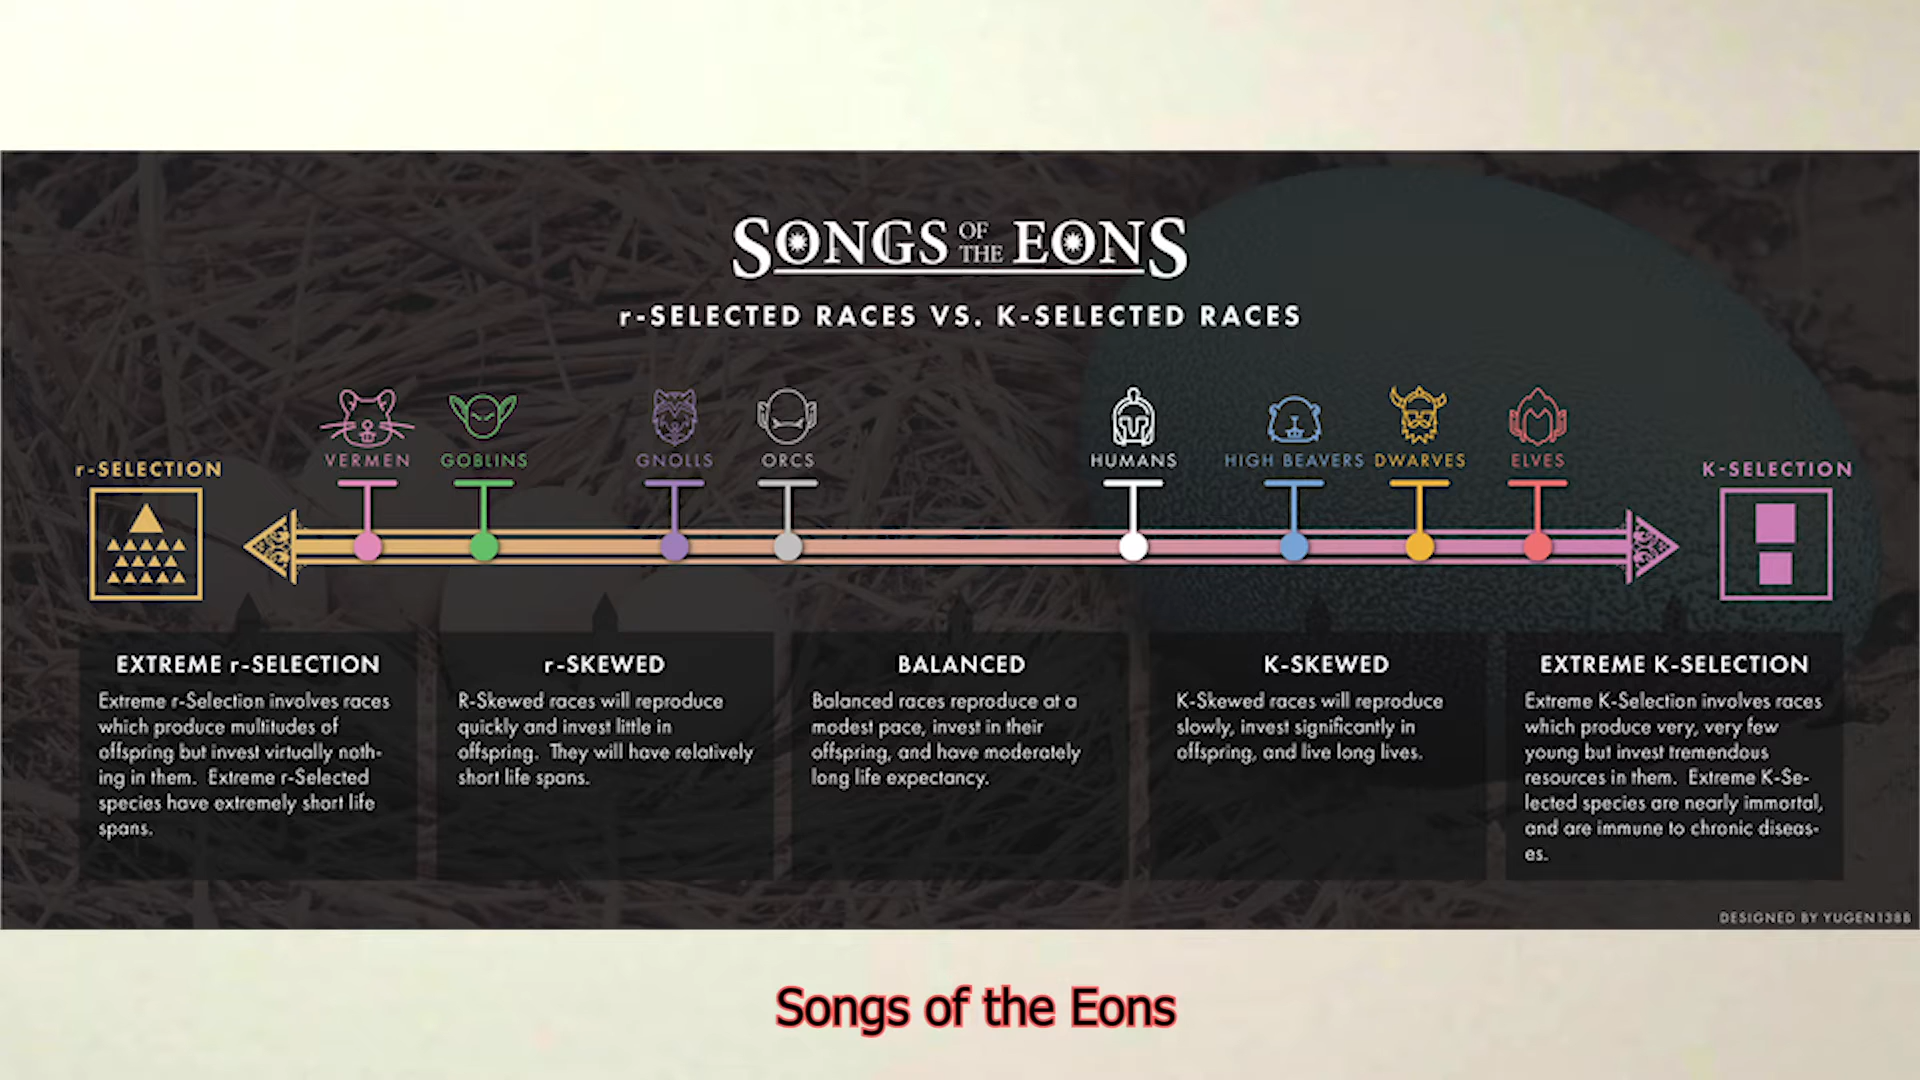 SONGS OF THE EONS
r-SELECTED RACES VS. K-SELECTED RACES
r-SELECTION
VERMEN
GOBLINS
GNOLLS
ORCS
HUMANS
HIGH BEAVERS
DWARVES
ELVES
K-SELECTION
EXTREME r-SELECTION
Extreme r-Selection involves races
which produce multitudes of
offspring but invest virtually noth-
ing in them. Extreme r-Selected
species have extremely short life
spans.
r-SKEWED
R-Skewed races will reproduce
quickly and invest little in
offspring. They will have relatively
short life spans.
BALANCED
Balanced races reproduce at a
modest pace, invest in their
offspring, and have moderately
long life expectancy.
K-SKEWED
K-Skewed races will reproduce
slowly, invest significantly in
offspring, and live long lives.
EXTREME K-SELECTION
Extreme K-Selection involves races
which produce very, very few
young but invest tremendous
resources in them. Extreme K-Se-
lected species are nearly immortal,
and are immune to chronic diseas-
es.
DESIGNED BY YUGEN138B
Songs of the Eons